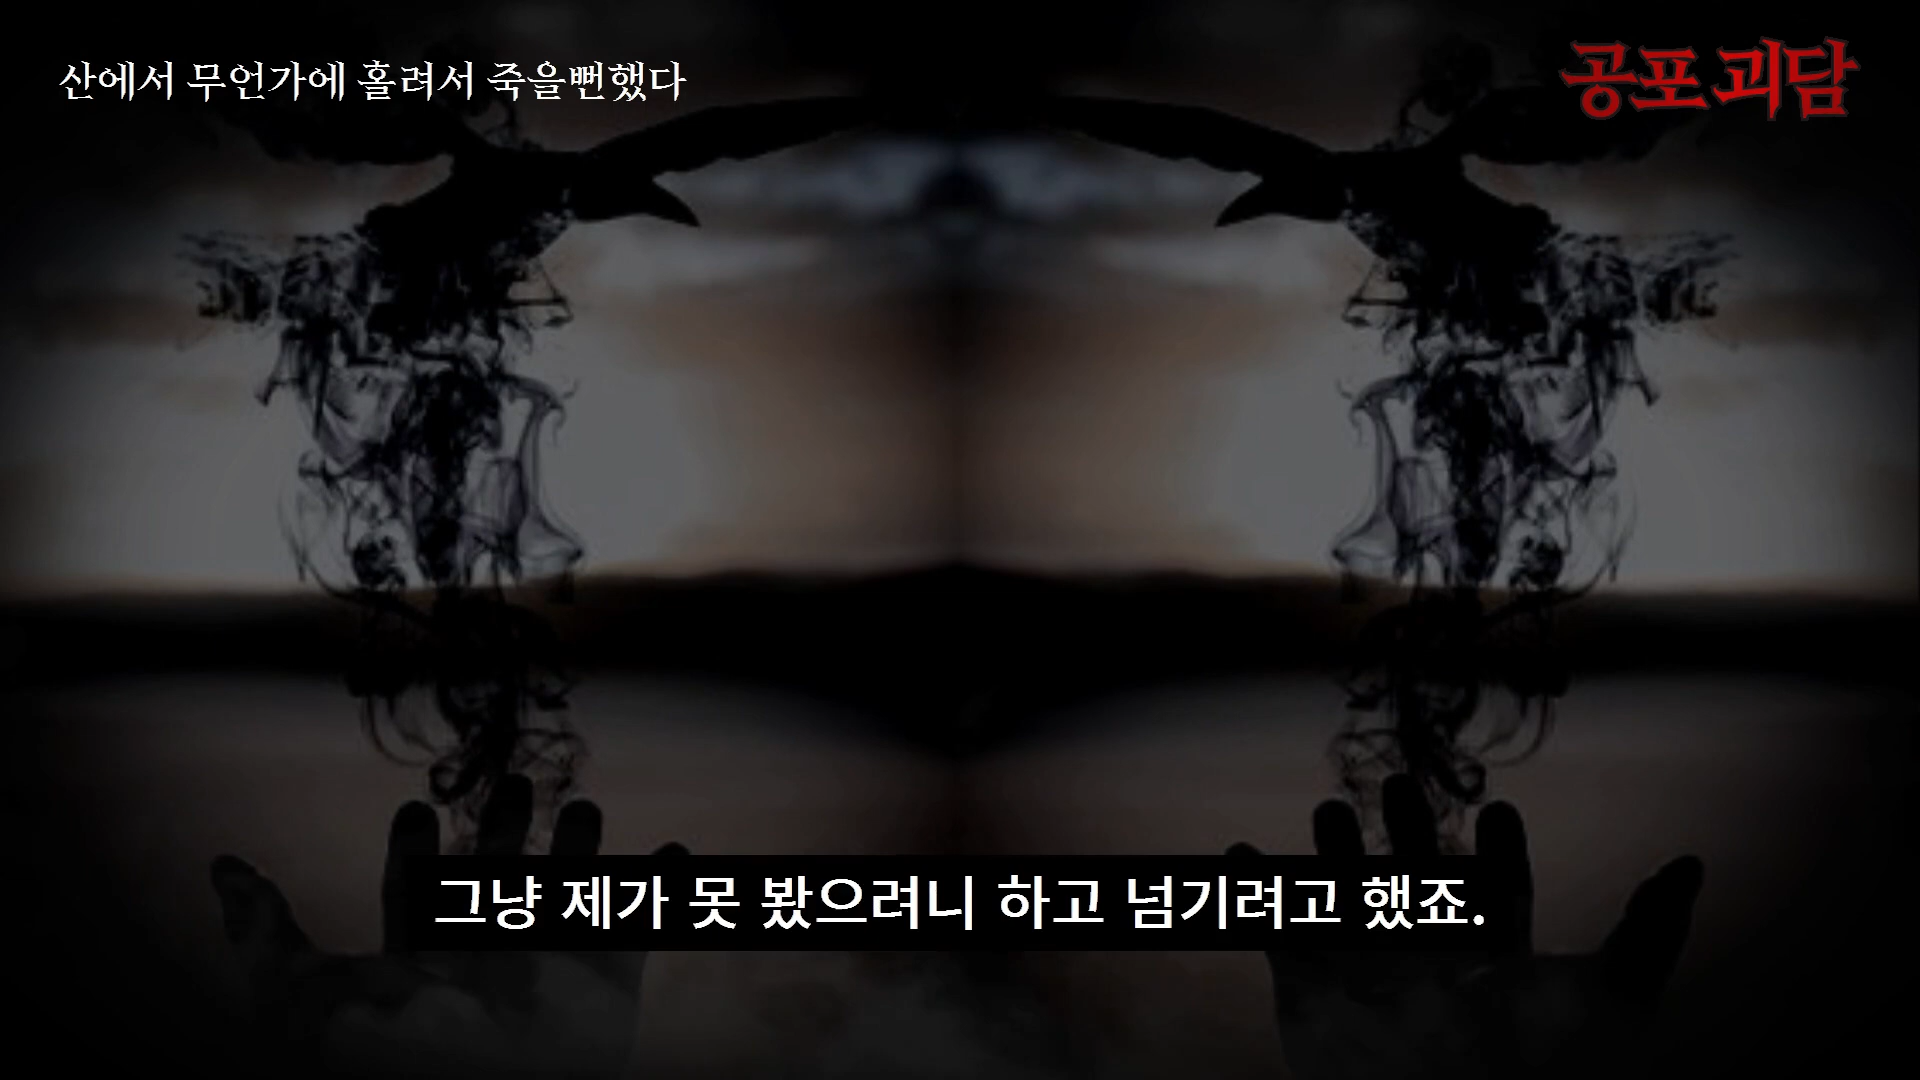 산에서 무언가에 홀려서 죽을뻔했다
공포괴담
그냥 제가 못 봤으려니 하고 넘기려고 했죠.